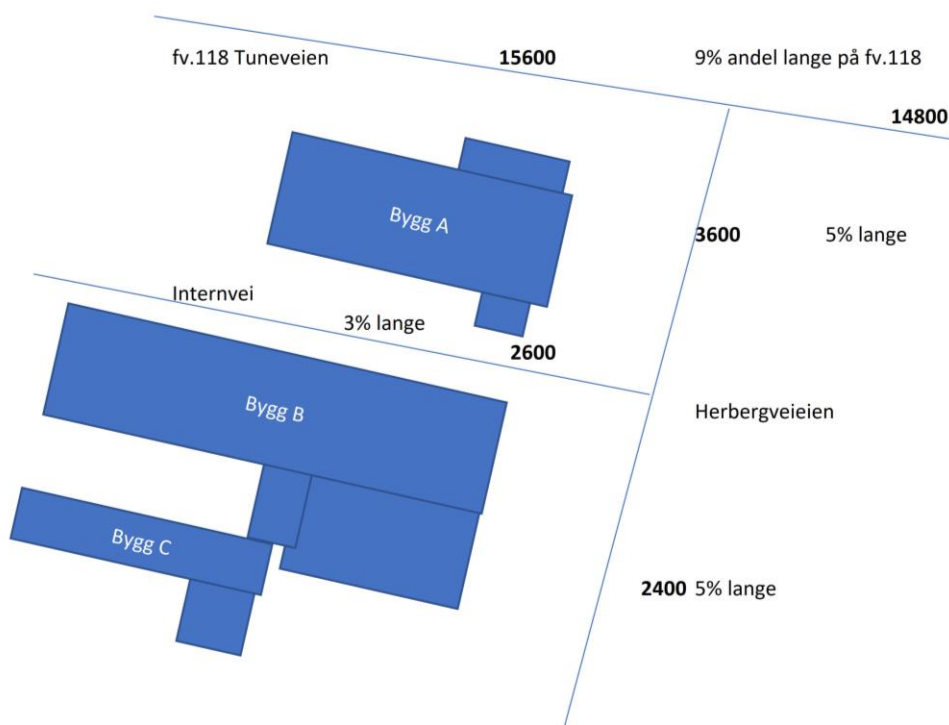 fv.118 Tuneveien
15600
9% andel lange på fv.118
14800
Bygg A
3600
5% lange
Internvei
3% lange
2600
Bygg B
Herbergveieien
Bygg C
2400 5% lange